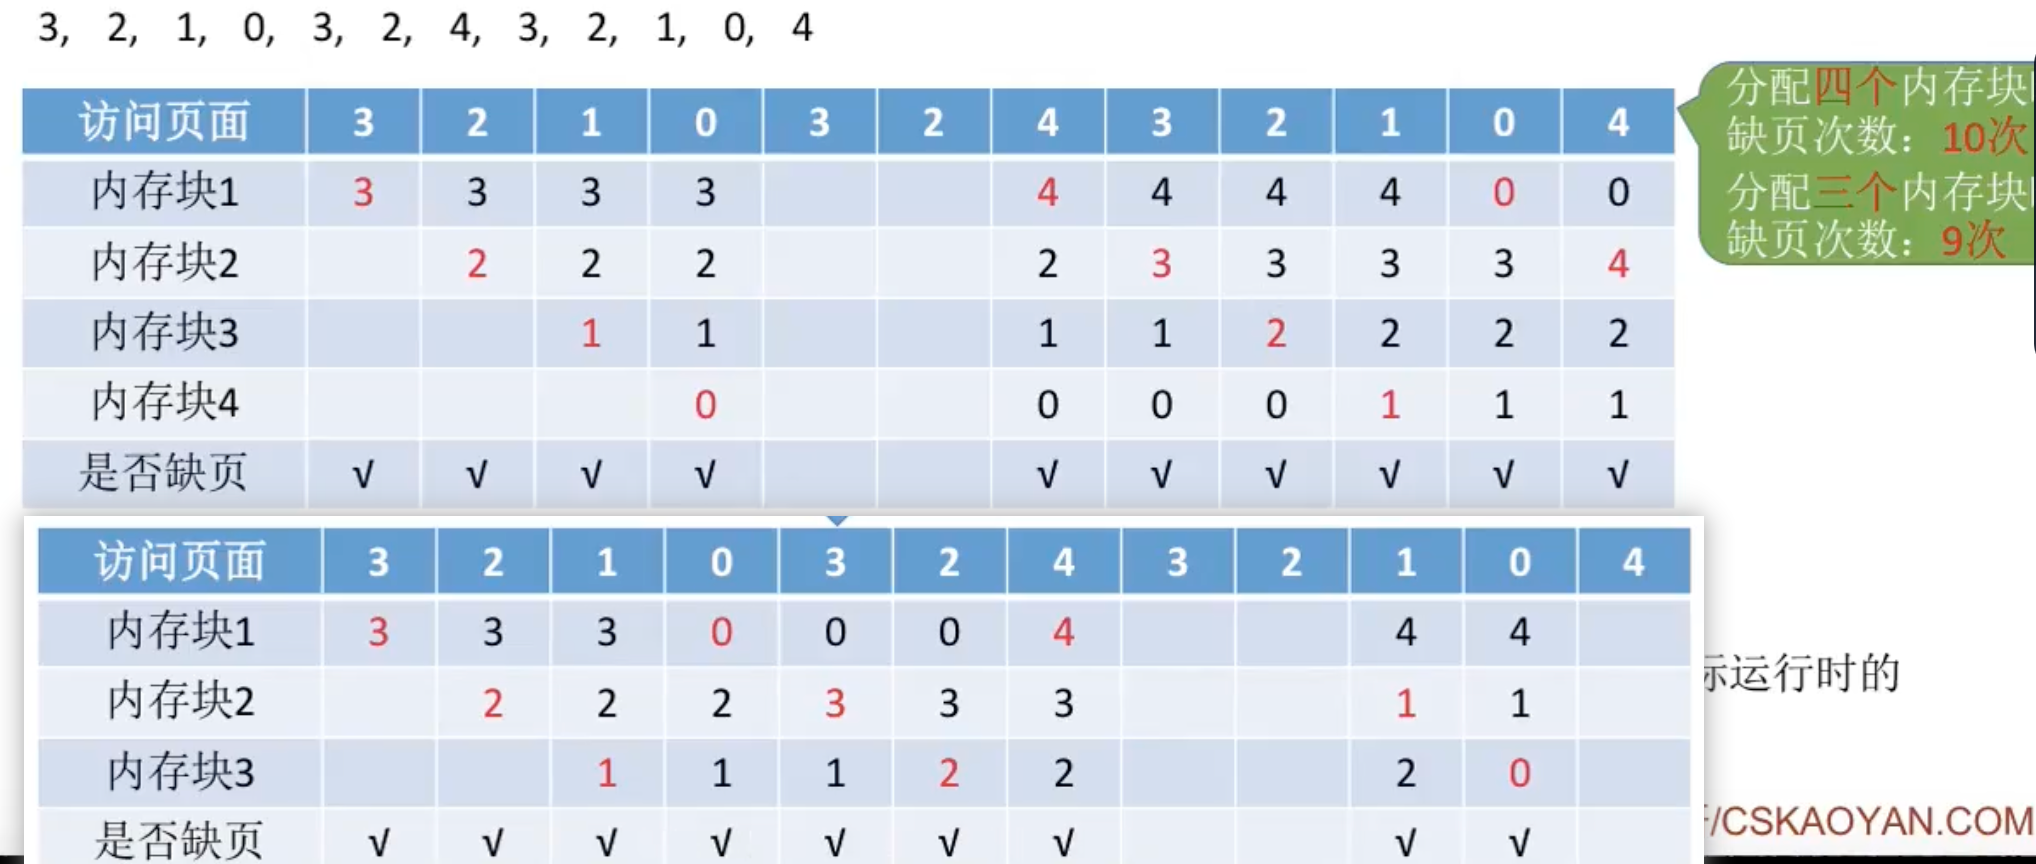 3, 2, 1, 0, 3, 2, 4, 3, 2, 1, 0, 4
访问页面 3 2 1 0 3 2 4 3 2 1 0 4
内存块1 3 3 3 3 4 4 4 4 0 0
内存块2 2 2 2 2 3 3 3 3 4
内存块3 1 1 1 1 2 2 2 2
内存块4 0 0 0 0 1 1 1
是否缺页 √ √ √ √ √ √ √ √ √ √
分配四个内存块
缺页次数：10次
分配三个内存块
缺页次数：9次
访问页面 3 2 1 0 3 2 4 3 2 1 0 4
内存块1 3 3 3 0 0 0 4 4 4
内存块2 2 2 2 3 3 3 1 1
内存块3 1 1 1 2 2 2 0
是否缺页 √ √ √ √ √ √ √ √ √
际运行时的
/CSKAOYAN.COM